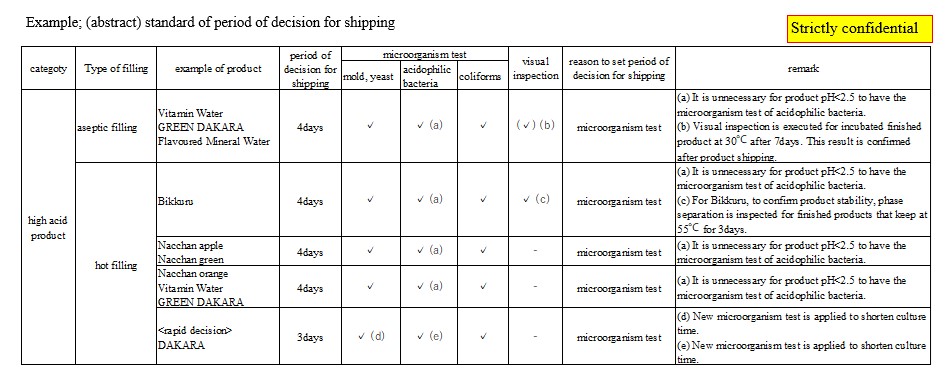 Example; (abstract) standard of period of decision for shipping
Strictly confidential
categoty
Type of filling
example of product
period of
decision for
shipping
microorganism test
mold, yeast
acidophilic
bacteria
coliforms
visual
inspection
reason to set period of
decision for shipping
remark
high acid
product
aseptic filling
Vitamin Water
GREEN DAKARA
Flavoured Mineral Water
4days
✓
✓ (a)
✓
(✓) (b)
microorganism test
(a) It is unnecessary for product pH<2.5 to have the
microorganism test of acidophilic bacteria.
(b) Visual inspection is executed for incubated finished
product at 30℃ after 7days. This result is confirmed
after product shipping.
hot filling
Bikkuru
4days
✓
✓ (a)
✓
✓ (c)
microorganism test
(a) It is unnecessary for product pH<2.5 to have the
microorganism test of acidophilic bacteria.
(c) For Bikkuru, to confirm product stability, phase
separation is inspected for finished products that keep at
55℃ for 3days.
Nacchan apple
Nacchan green
4days
✓
✓ (a)
✓
-
microorganism test
(a) It is unnecessary for product pH<2.5 to have the
microorganism test of acidophilic bacteria.
Nacchan orange
Vitamin Water
GREEN DAKARA
4days
✓
✓ (a)
✓
-
microorganism test
(a) It is unnecessary for product pH<2.5 to have the
microorganism test of acidophilic bacteria.
<rapid decision>
DAKARA
3days
✓ (d)
✓ (e)
✓
-
microorganism test
(d) New microorganism test is applied to shorten culture
time.
(e) New microorganism test is applied to shorten culture
time.